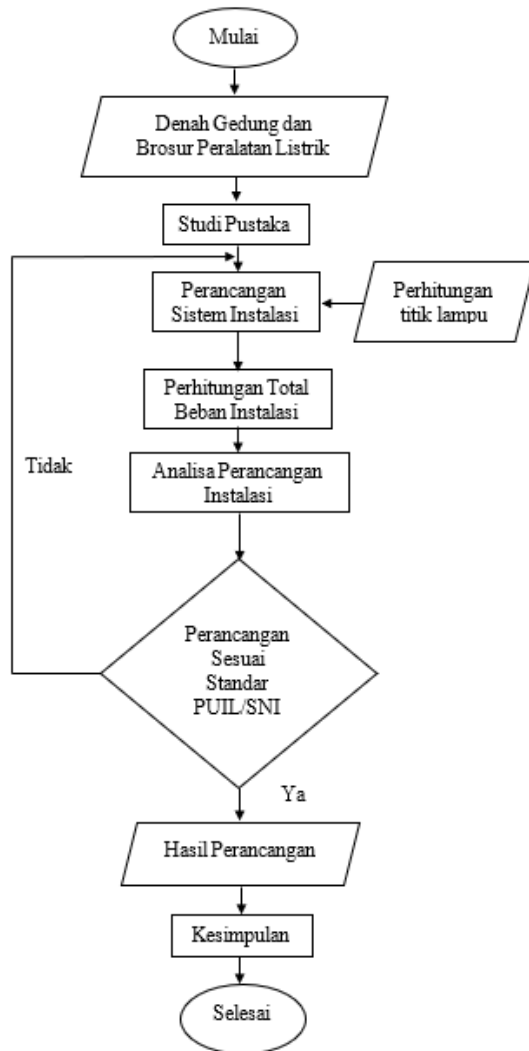 Mulai
Denah Gedung dan
Brosur Peralatan Listrik
Studi Pustaka
Perancangan
Sistem Instalasi
Perhitungan
titik lampu
Perhitungan Total
Beban Instalasi
Tidak
Analisa Perancangan
Instalasi
Perancangan
Sesuai
Standar
PUIL/SNI
Ya
Hasil Perancangan
Kesimpulan
Selesai